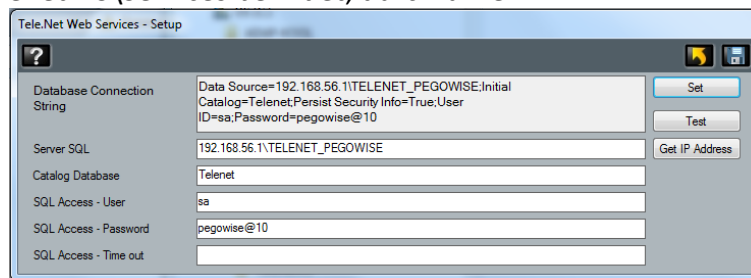 Tele.Net Web Services - Setup
?
Database Connection String
Data Source=192.168.56.1\TELENET_PEGOWISE;Initial
Catalog=Telenet;Persist Security Info=True;User
ID=sa;Password=pegowise@10
Set
Test
Server SQL
192.168.56.1\TELENET_PEGOWISE
Get IP Address
Catalog Database
Telenet
SQL Access - User
sa
SQL Access - Password
pegowise@10
SQL Access - Time out